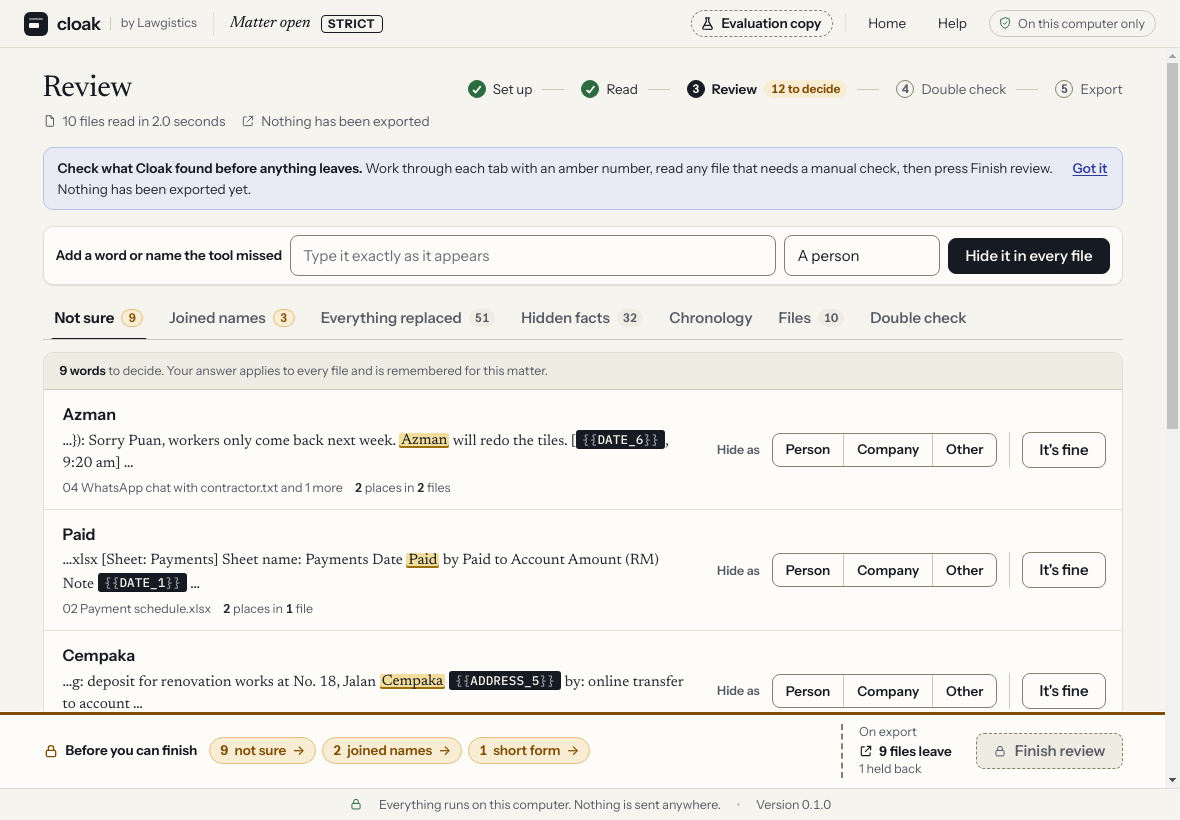 cloak by Lawgistics Matter open STRICT Evaluation copy Home Help On this computer only
Review
Set up Read 3 Review 12 to decide 4 Double check 5 Export
10 files read in 2.0 seconds Nothing has been exported
Check what Cloak found before anything leaves. Work through each tab with an amber number, read any file that needs a manual check, then press Finish review. Got it
Nothing has been exported yet.
Add a word or name the tool missed Type it exactly as it appears A person Hide it in every file
Not sure 9 Joined names 3 Everything replaced 51 Hidden facts 32 Chronology Files 10 Double check
9 words to decide. Your answer applies to every file and is remembered for this matter.
Azman
…}): Sorry Puan, workers only come back next week. Azman will redo the tiles. [{{DATE_6}},
9:20 am] …
Hide as Person Company Other It's fine
04 WhatsApp chat with contractor.txt and 1 more 2 places in 2 files
Paid
…xlsx [Sheet: Payments] Sheet name: Payments Date Paid by Paid to Account Amount (RM)
Note {{DATE_1}} …
Hide as Person Company Other It's fine
02 Payment schedule.xlsx 2 places in 1 file
Cempaka
…g: deposit for renovation works at No. 18, Jalan Cempaka {{ADDRESS_5}} by: online transfer
to account …
Hide as Person Company Other It's fine
Before you can finish 9 not sure → 2 joined names → 1 short form →
On export
9 files leave
1 held back
Finish review
Everything runs on this computer. Nothing is sent anywhere. • Version 0.1.0